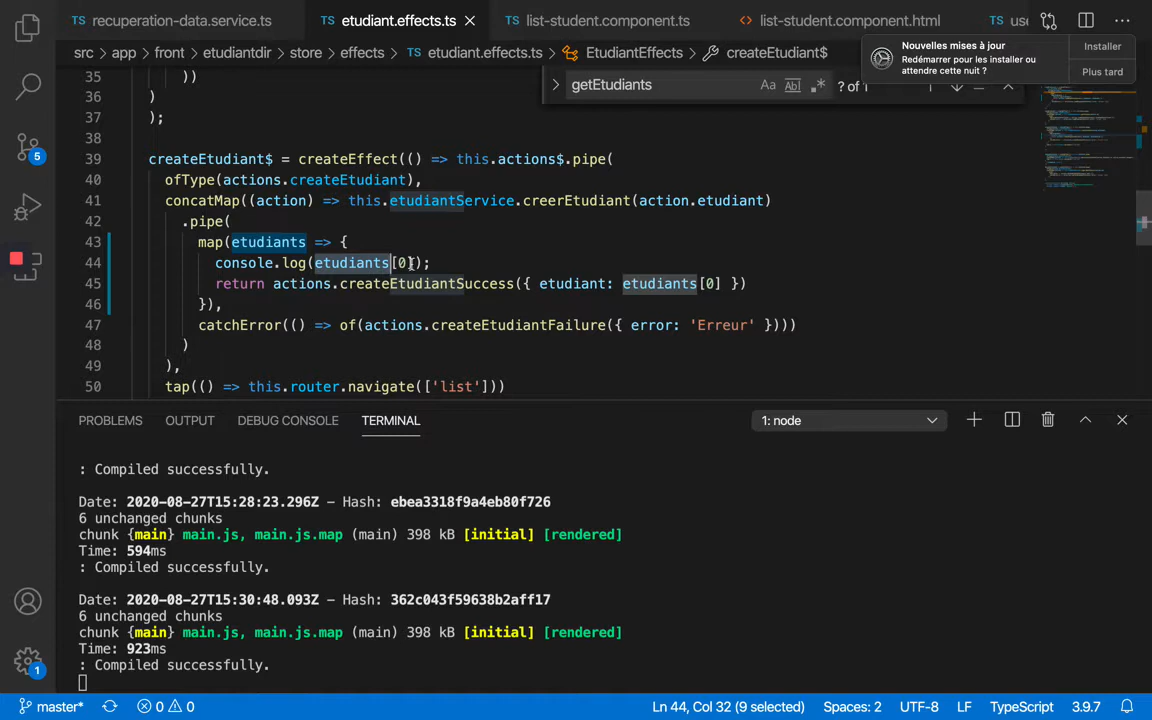 recuperation-data.service.ts etudiant.effects.ts list-student.component.ts list-student.component.html use
src > app > front > etudiantdir > store > effects > etudiant.effects.ts > EtudiantEffects > createEtudiant$
Nouvelles mises à jour
Redémarrer pour les installer ou
attendre cette nuit ?
Installer
Plus tard
getEtudiants Aa Abl .* ? of 1
35 ))
36 )
37 );
38
39 createEtudiant$ = createEffect(() => this.actions$.pipe(
40 ofType(actions.createEtudiant),
41 concatMap((action) => this.etudiantService.creerEtudiant(action.etudiant)
42 .pipe(
43 map(etudiants => {
44 console.log(etudiants[0]);
45 return actions.createEtudiantSuccess({ etudiant: etudiants[0] })
46 }),
47 catchError(() => of(actions.createEtudiantFailure({ error: 'Erreur' })))
48 )
49 ),
50 tap(() => this.router.navigate(['list']))
5
1
PROBLEMS OUTPUT DEBUG CONSOLE TERMINAL 1: node
: Compiled successfully.
Date: 2020-08-27T15:28:23.296Z - Hash: ebea3318f9a4eb80f726
6 unchanged chunks
chunk {main} main.js, main.js.map (main) 398 kB [initial] [rendered]
Time: 594ms
: Compiled successfully.
Date: 2020-08-27T15:30:48.093Z - Hash: 362c043f59638b2aff17
6 unchanged chunks
chunk {main} main.js, main.js.map (main) 398 kB [initial] [rendered]
Time: 923ms
: Compiled successfully.
master* 0 0 Ln 44, Col 32 (9 selected) Spaces: 2 UTF-8 LF TypeScript 3.9.7